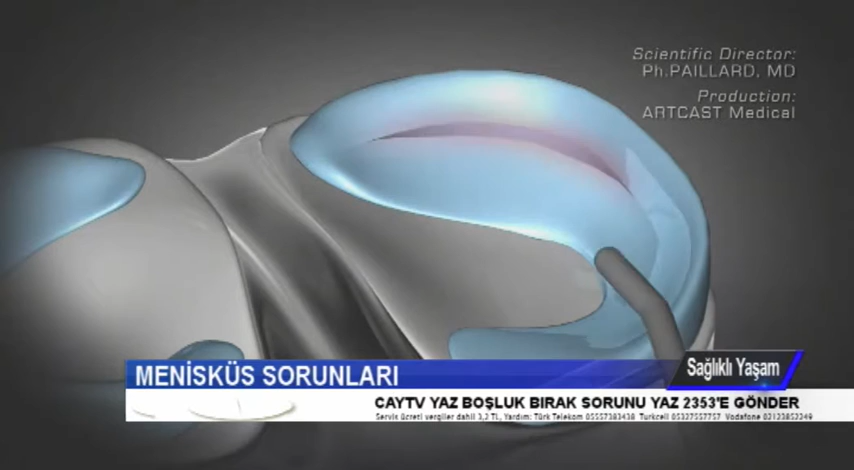 Scientific Director:
Ph.PAILLARD, MD
Production:
ARTCAST Medical
MENİSKÜS SORUNLARI
Sağlıklı Yaşam
CAYTV YAZ BOŞLUK BIRAK SORUNU YAZ 2353'E GÖNDER
Servis ücreti vergiler dahil 3,2 TL, Yardım: Türk Telekom 05557383438 Turkcell 05327557757 Vodafone 02123852249